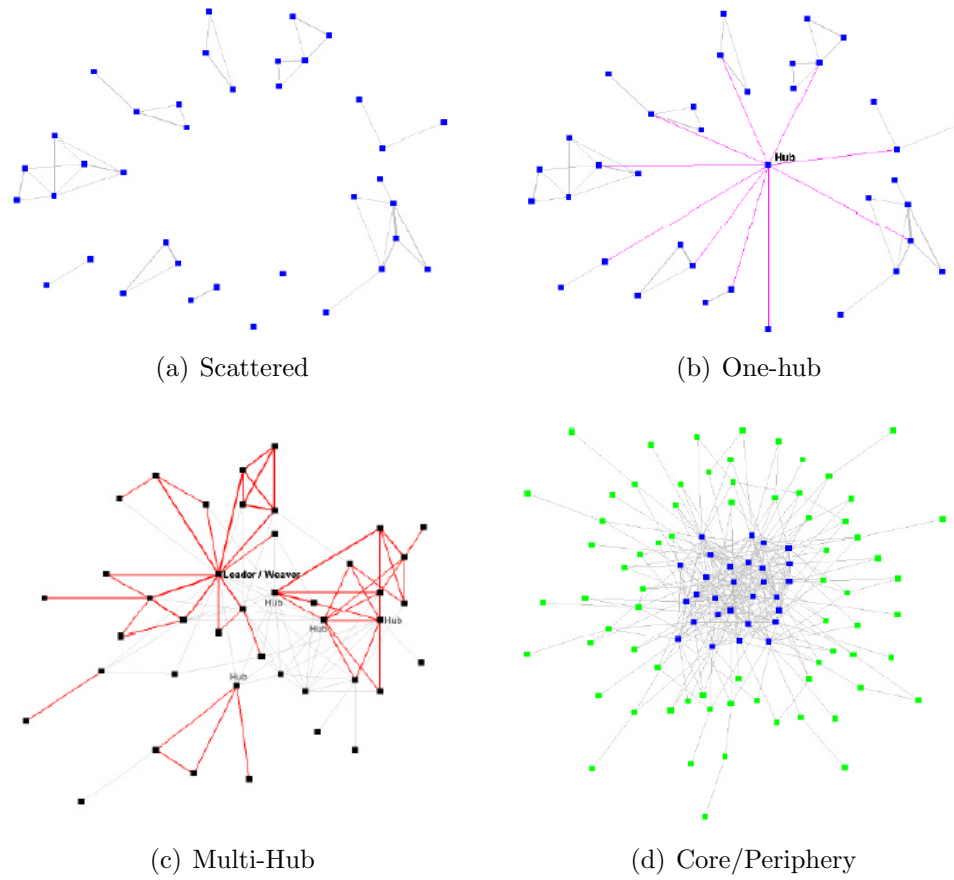 Hub
(a) Scattered
(b) One-hub
Leader / Weaver
Hub
Hub
Hub
Hub
(c) Multi-Hub
(d) Core/Periphery